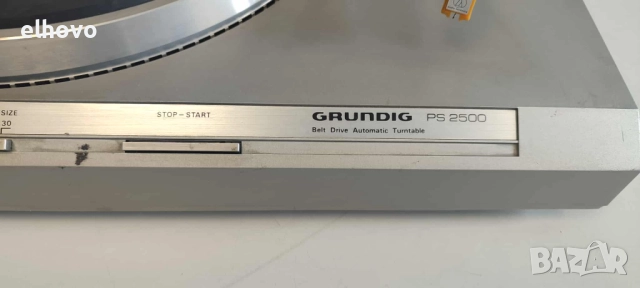 elhovo
SIZE
30
STOP-START
GRUNDIG PS 2500
Belt Drive Automatic Turntable
BAZAR